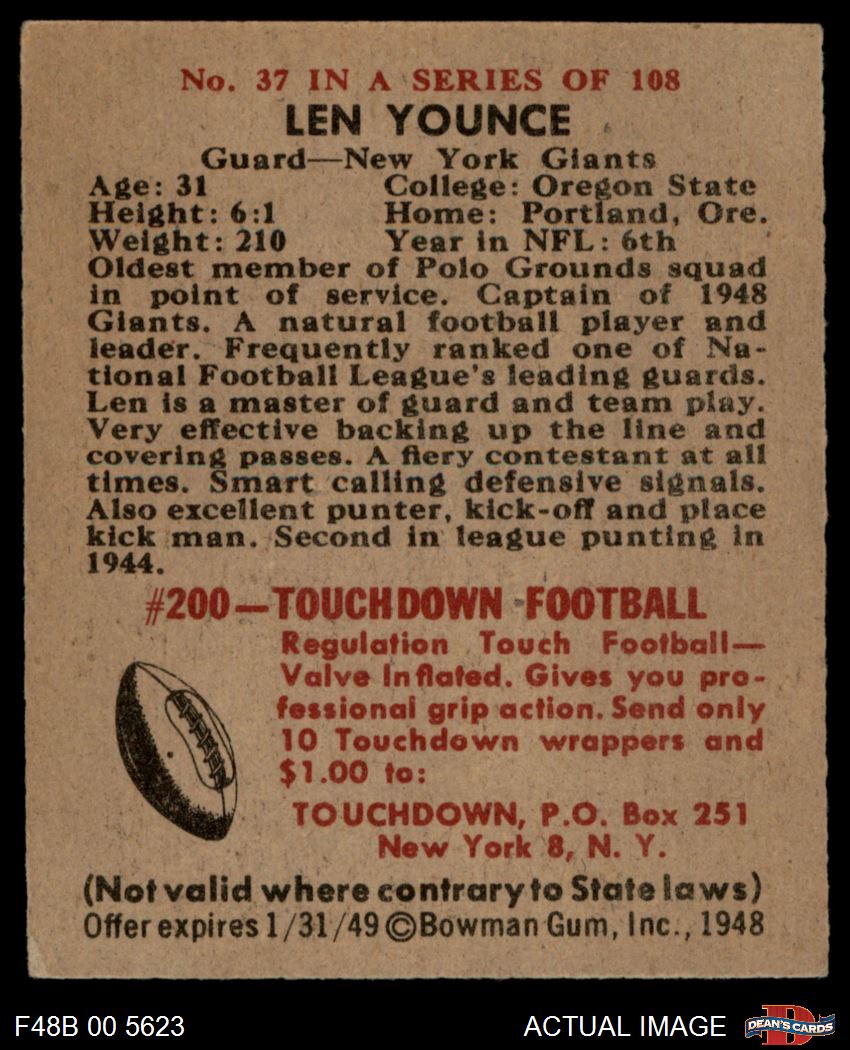 No. 37 IN A SERIES OF 108
LEN YOUNCE
Guard—New York Giants
Age: 31 College: Oregon State
Height: 6:1 Home: Portland, Ore.
Weight: 210 Year in NFL: 6th
Oldest member of Polo Grounds squad
in point of service. Captain of 1948
Giants. A natural football player and
leader. Frequently ranked one of Na-
tional Football League's leading guards.
Len is a master of guard and team play.
Very effective backing up the line and
covering passes. A fiery contestant at all
times. Smart calling defensive signals.
Also excellent punter, kick-off and place
kick man. Second in league punting in
1944.
#200—TOUCHDOWN FOOTBALL
Regulation Touch Football—
Valve Inflated. Gives you pro-
fessional grip action. Send only
10 Touchdown wrappers and
$1.00 to:
TOUCHDOWN, P.O. Box 251
New York 8, N. Y.
(Not valid where contrary to State laws)
Offer expires 1/31/49 ©Bowman Gum, Inc., 1948
F48B 00 5623 ACTUAL IMAGE D DEAN'S CARDS